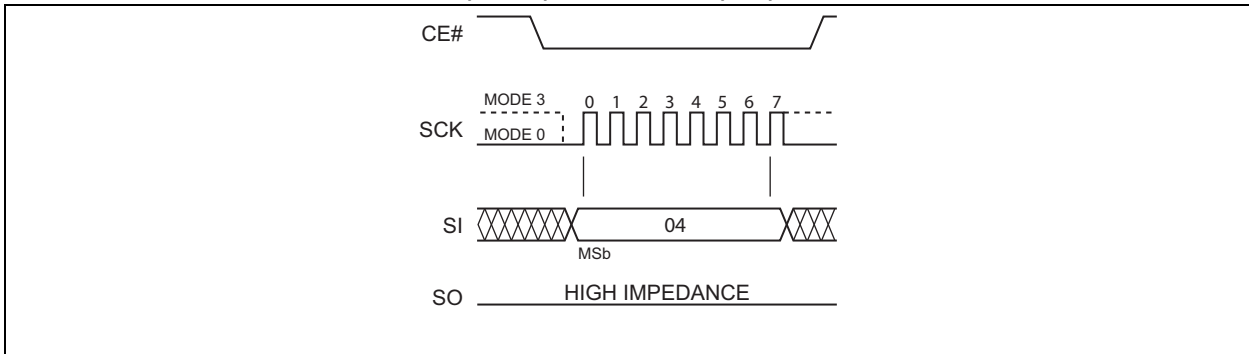 CE#
MODE 3
0 1 2 3 4 5 6 7
SCK
MODE 0
SI
04
MSb
SO
HIGH IMPEDANCE